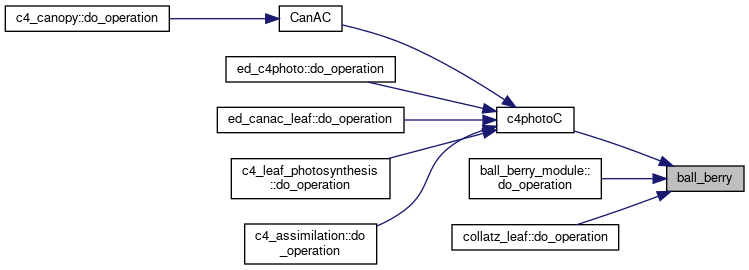 c4_canopy::do_operation
CanAC
ed_c4photo::do_operation
ed_canac_leaf::do_operation
c4photoC
c4_leaf_photosynthesis
::do_operation
ball_berry_module::
do_operation
ball_berry
c4_assimilation::do
_operation
collatz_leaf::do_operation